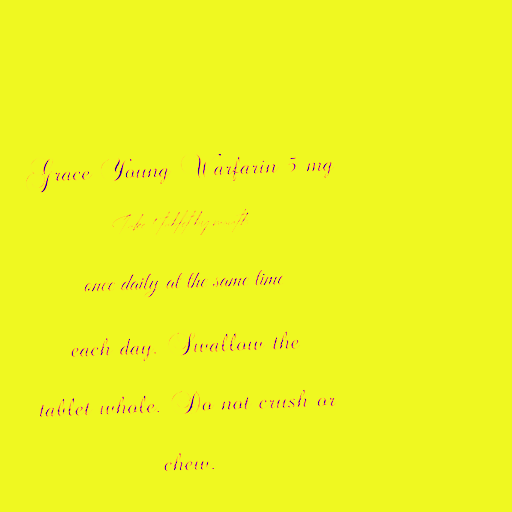 Grace Young Warfarin 5 mg
Take 1 tablet by mouth
once daily at the same time
each day. Swallow the
tablet whole. Do not crush or
chew.